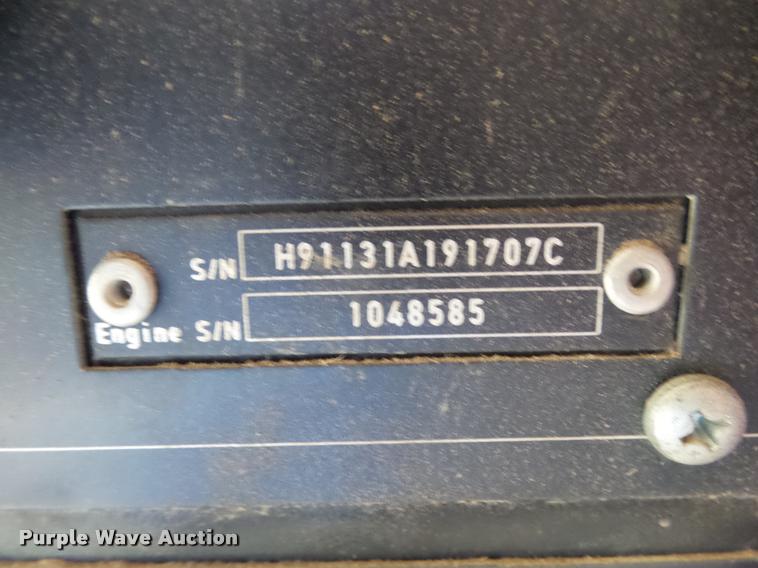 S/N H91131A191707C
Engine S/N 1048585
Purple Wave Auction